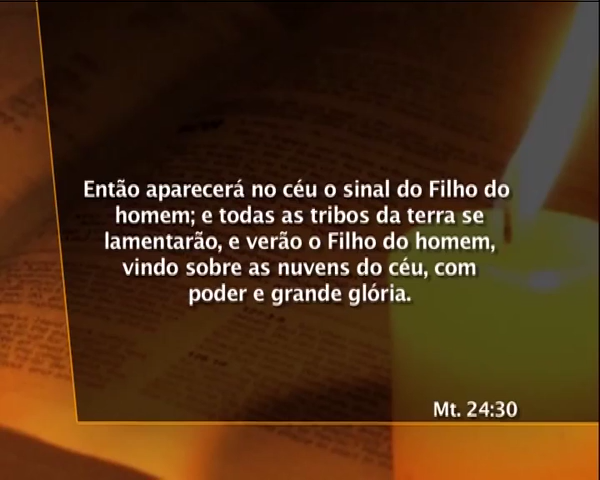 Então aparecerá no céu o sinal do Filho do
homem; e todas as tribos da terra se
lamentarão, e verão o Filho do homem,
vindo sobre as nuvens do céu, com
poder e grande glória.
Mt. 24:30